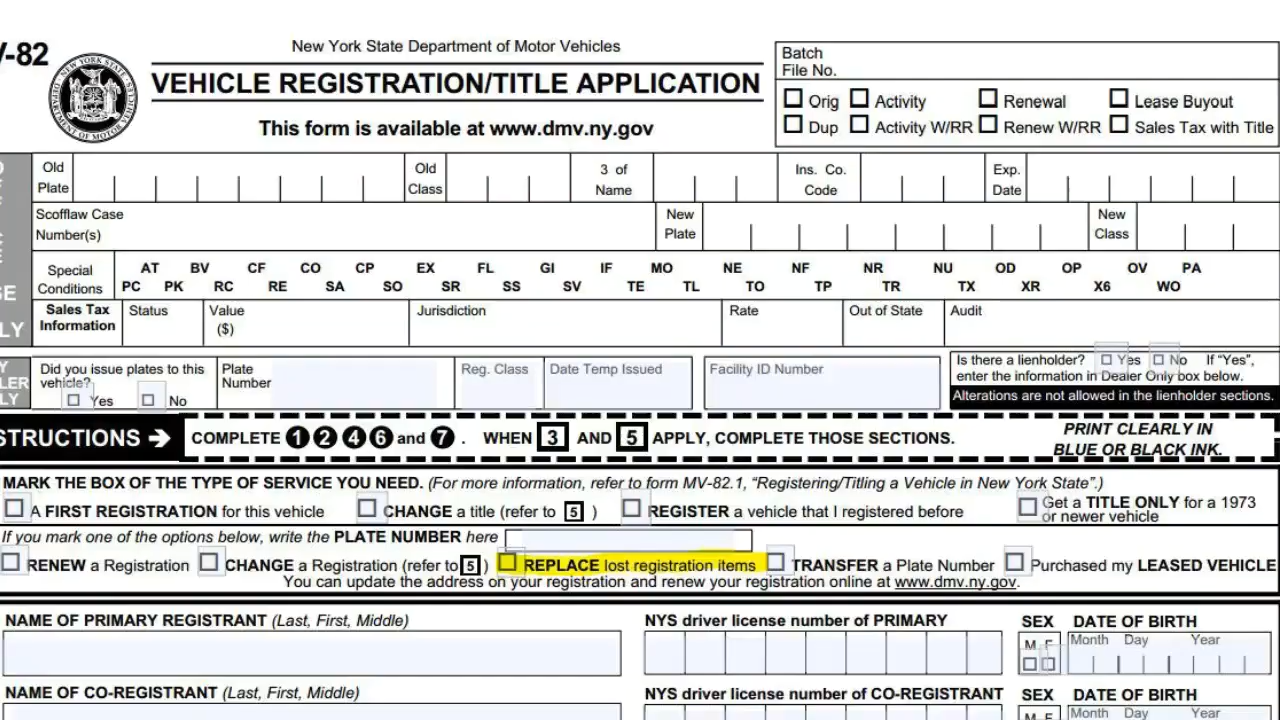 New York State Department of Motor Vehicles
V-82
VEHICLE REGISTRATION/TITLE APPLICATION
This form is available at www.dmv.ny.gov
Batch
File No.
Orig Activity Renewal Lease Buyout
Dup Activity W/RR Renew W/RR Sales Tax with Title
Old Plate Old Class 3 of Name Ins. Co. Code Exp. Date
Scofflaw Case Number(s) New Plate New Class
Special Conditions
AT BV CF CO CP EX FL GI IF MO NE NF NR NU OD OP OV PA
PC PK RC RE SA SO SR SS SV TE TL TO TP TR TX XR X6 WO
Sales Tax Information Status Value ($) Jurisdiction Rate Out of State Audit
Did you issue plates to this vehicle? Yes No
Plate Number Reg. Class Date Temp Issued Facility ID Number
Is there a lienholder? Yes No If “Yes”,
enter the information in Dealer Only box below.
Alterations are not allowed in the lienholder sections.
STRUCTIONS ➔ COMPLETE 1 2 4 6 and 7 . WHEN 3 AND 5 APPLY, COMPLETE THOSE SECTIONS.
PRINT CLEARLY IN
BLUE OR BLACK INK.
MARK THE BOX OF THE TYPE OF SERVICE YOU NEED. (For more information, refer to form MV-82.1, “Registering/Titling a Vehicle in New York State”.)
A FIRST REGISTRATION for this vehicle CHANGE a title (refer to 5 ) REGISTER a vehicle that I registered before Get a TITLE ONLY for a 1973
or newer vehicle
If you mark one of the options below, write the PLATE NUMBER here
RENEW a Registration CHANGE a Registration (refer to 5 ) REPLACE lost registration items TRANSFER a Plate Number Purchased my LEASED VEHICLE
You can update the address on your registration and renew your registration online at www.dmv.ny.gov.
NAME OF PRIMARY REGISTRANT (Last, First, Middle) NYS driver license number of PRIMARY SEX DATE OF BIRTH
M F Month Day Year
NAME OF CO-REGISTRANT (Last, First, Middle) NYS driver license number of CO-REGISTRANT SEX DATE OF BIRTH
M F Month Day Year